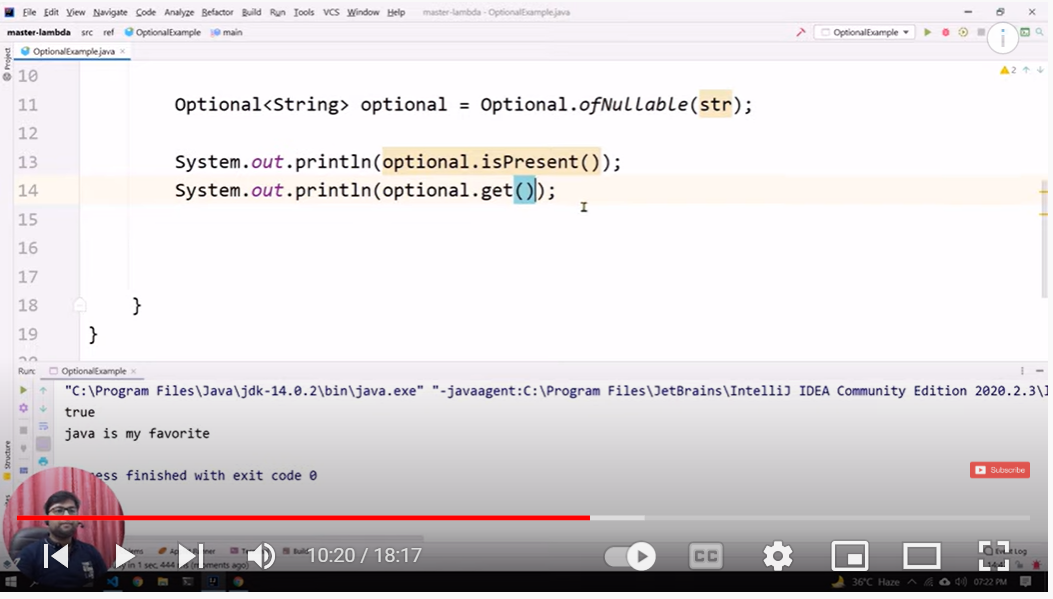 File Edit View Navigate Code Analyze Refactor Build Run Tools VCS Window Help master-lambda - OptionalExample.java
master-lambda src ref OptionalExample main OptionalExample
OptionalExample.java
Project
2
10
11 Optional<String> optional = Optional.ofNullable(str);
12
13 System.out.println(optional.isPresent());
14 System.out.println(optional.get());
15
16
17
18 }
19 }
Run: OptionalExample
"C:\Program Files\Java\jdk-14.0.2\bin\java.exe" "-javaagent:C:\Program Files\JetBrains\IntelliJ IDEA Community Edition 2020.2.3\
true
java is my favorite
Structure
finished with exit code 0
Subscribe
10:20 / 18:17
CC
Event Log
36°C Haze 07:22 PM